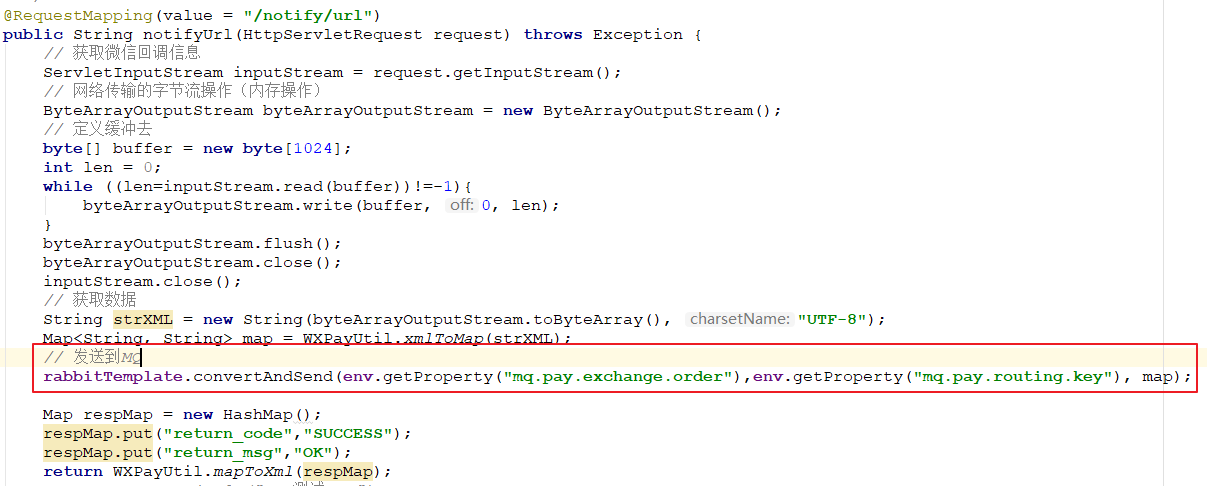 @RequestMapping(value = "/notify/url")
public String notifyUrl(HttpServletRequest request) throws Exception {
// 获取微信回调信息
ServletInputStream inputStream = request.getInputStream();
// 网络传输的字节流操作（内存操作）
ByteArrayOutputStream byteArrayOutputStream = new ByteArrayOutputStream();
// 定义缓冲去
byte[] buffer = new byte[1024];
int len = 0;
while ((len=inputStream.read(buffer))!=-1){
byteArrayOutputStream.write(buffer, off: 0, len);
}
byteArrayOutputStream.flush();
byteArrayOutputStream.close();
inputStream.close();
// 获取数据
String strXML = new String(byteArrayOutputStream.toByteArray(), charsetName: "UTF-8");
Map<String, String> map = WXPayUtil.xmlToMap(strXML);
// 发送到MQ
rabbitTemplate.convertAndSend(env.getProperty("mq.pay.exchange.order"),env.getProperty("mq.pay.routing.key"), map);
Map respMap = new HashMap();
respMap.put("return_code","SUCCESS");
respMap.put("return_msg","OK");
return WXPayUtil.mapToXml(respMap);